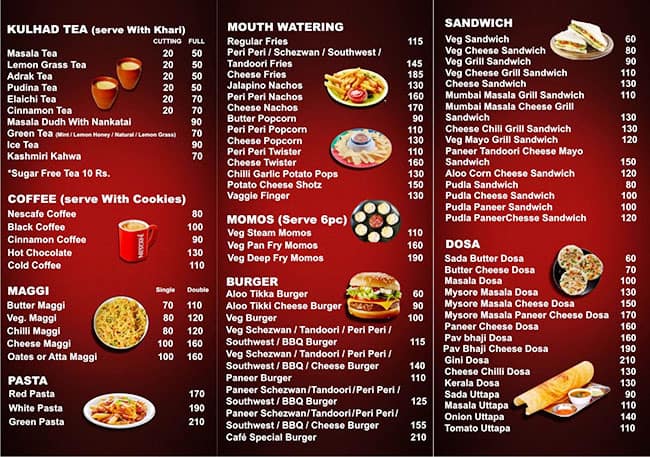 KULHAD TEA (serve With Khari)
CUTTING FULL
Masala Tea 20 50
Lemon Grass Tea 20 50
Adrak Tea 20 50
Pudina Tea 20 50
Elaichi Tea 20 70
Cinnamon Tea 20 70
Masala Dudh With Nankatai 90
Green Tea (Mint / Lemon Honey / Natural / Lemon Grass) 70
Ice Tea 90
Kashmiri Kahwa 70
*Sugar Free Tea 10 Rs.
COFFEE (serve With Cookies)
Nescafe Coffee 80
Black Coffee 100
Cinnamon Coffee 90
Hot Chocolate 130
Cold Coffee 110
NESCAFÉ
MAGGI Single Double
Butter Maggi 70 110
Veg. Maggi 80 120
Chilli Maggi 80 120
Cheese Maggi 100 160
Oates or Atta Maggi 100 160
PASTA
Red Pasta 170
White Pasta 190
Green Pasta 210
MOUTH WATERING
Regular Fries 115
Peri Peri / Schezwan / Southwest /
Tandoori Fries 145
Cheese Fries 185
Jalapino Nachos 130
Peri Peri Nachos 160
Cheese Nachos 170
Butter Popcorn 90
Peri Peri Popcorn 110
Cheese Popcorn 130
Peri Peri Twister 110
Cheese Twister 160
Chilli Garlic Potato Pops 130
Potato Cheese Shotz 150
Vaggie Finger 130
MOMOS (Serve 6pc)
Veg Steam Momos 110
Veg Pan Fry Momos 160
Veg Deep Fry Momos 190
BURGER
Aloo Tikka Burger 60
Aloo Tikki Cheese Burger 90
Veg Burger 100
Veg Schezwan / Tandoori / Peri Peri /
Southwest / BBQ Burger 115
Veg Schezwan / Tandoori / Peri Peri /
Southwest / BBQ / Cheese Burger 140
Paneer Burger 110
Paneer Schezwan/Tandoori/Peri Peri /
Southwest / BBQ Burger 125
Paneer Schezwan/Tandoori/Peri Peri /
Southwest / BBQ / Cheese Burger 155
Café Special Burger 210
SANDWICH
Veg Sandwich 60
Veg Cheese Sandwich 80
Veg Grill Sandwich 90
Veg Cheese Grill Sandwich 110
Cheese Sandwich 130
Mumbai Masala Grill Sandwich 110
Mumbai Masala Cheese Grill
Sandwich 130
Cheese Chili Grill Sandwich 130
Veg Mayo Grill Sandwich 120
Paneer Tandoori Cheese Mayo
Sandwich 150
Aloo Corn Cheese Sandwich 120
Pudla Sandwich 80
Pudla Cheese Sandwich 100
Pudla Paneer Sandwich 100
Pudla PaneerChesse Sandwich 120
DOSA
Sada Butter Dosa 60
Butter Cheese Dosa 70
Masala Dosa 100
Mysore Masala Dosa 130
Mysore Masala Cheese Dosa 150
Mysore Masala Paneer Cheese Dosa 170
Paneer Cheese Dosa 160
Pav bhaji Dosa 160
Pav Bhaji Cheese Dosa 190
Gini Dosa 210
Cheese Chilli Dosa 130
Kerala Dosa 130
Sada Uttapa 90
Masala Uttapa 110
Onion Uttapa 140
Tomato Uttapa 110